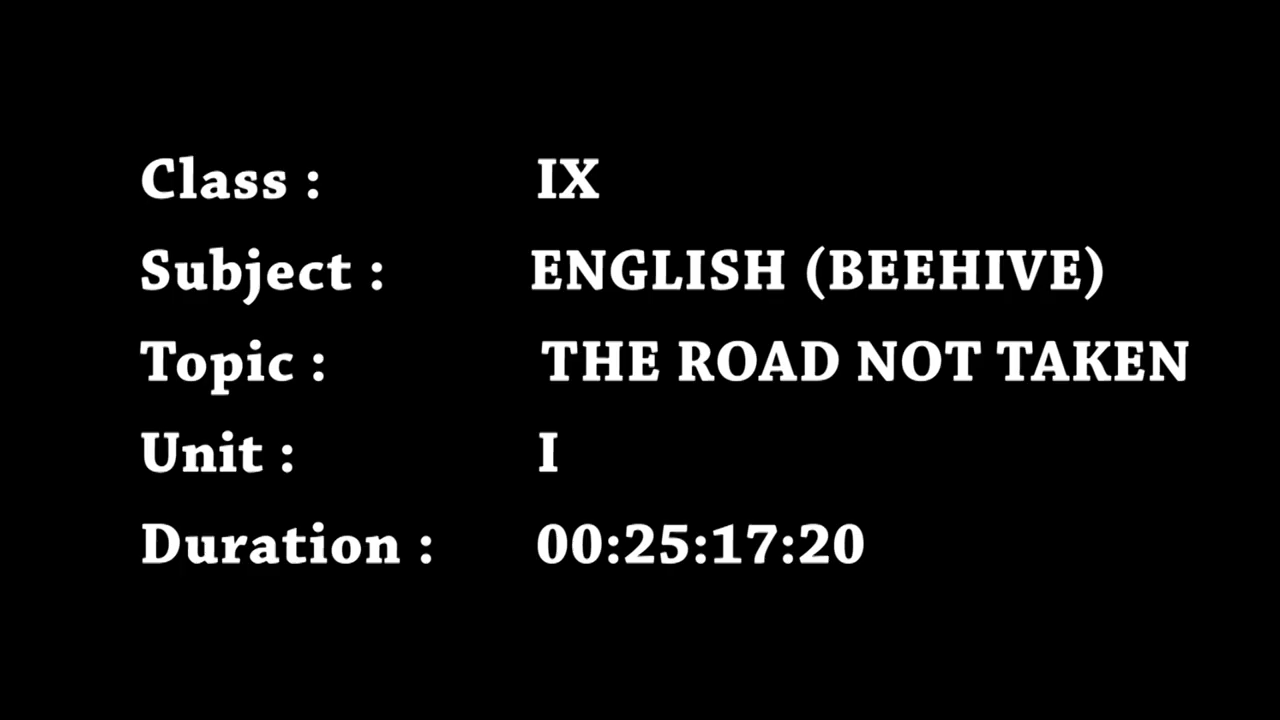 Class : IX
Subject : ENGLISH (BEEHIVE)
Topic : THE ROAD NOT TAKEN
Unit : I
Duration : 00:25:17:20